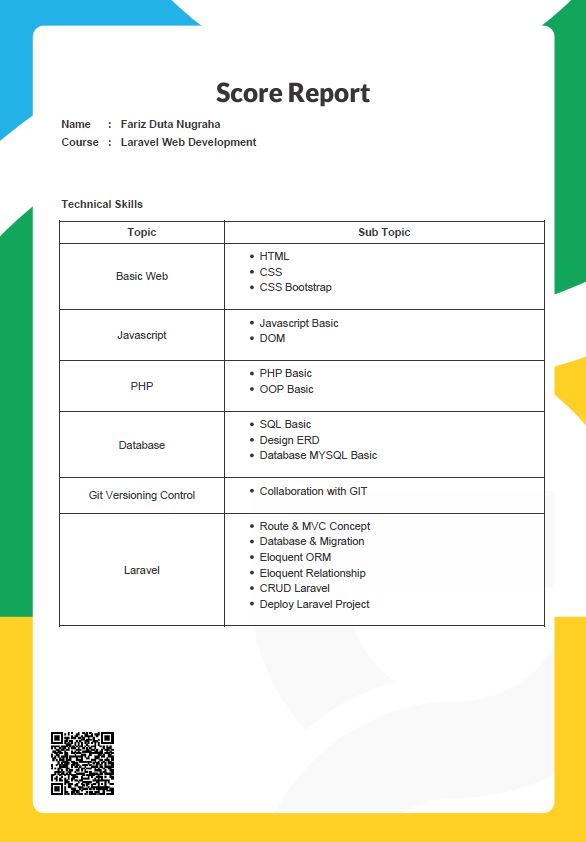 Score Report
Name : Fariz Duta Nugraha
Course : Laravel Web Development
Technical Skills
Topic Sub Topic
Basic Web
• HTML
• CSS
• CSS Bootstrap
Javascript
• Javascript Basic
• DOM
PHP
• PHP Basic
• OOP Basic
Database
• SQL Basic
• Design ERD
• Database MYSQL Basic
Git Versioning Control
• Collaboration with GIT
Laravel
• Route & MVC Concept
• Database & Migration
• Eloquent ORM
• Eloquent Relationship
• CRUD Laravel
• Deploy Laravel Project